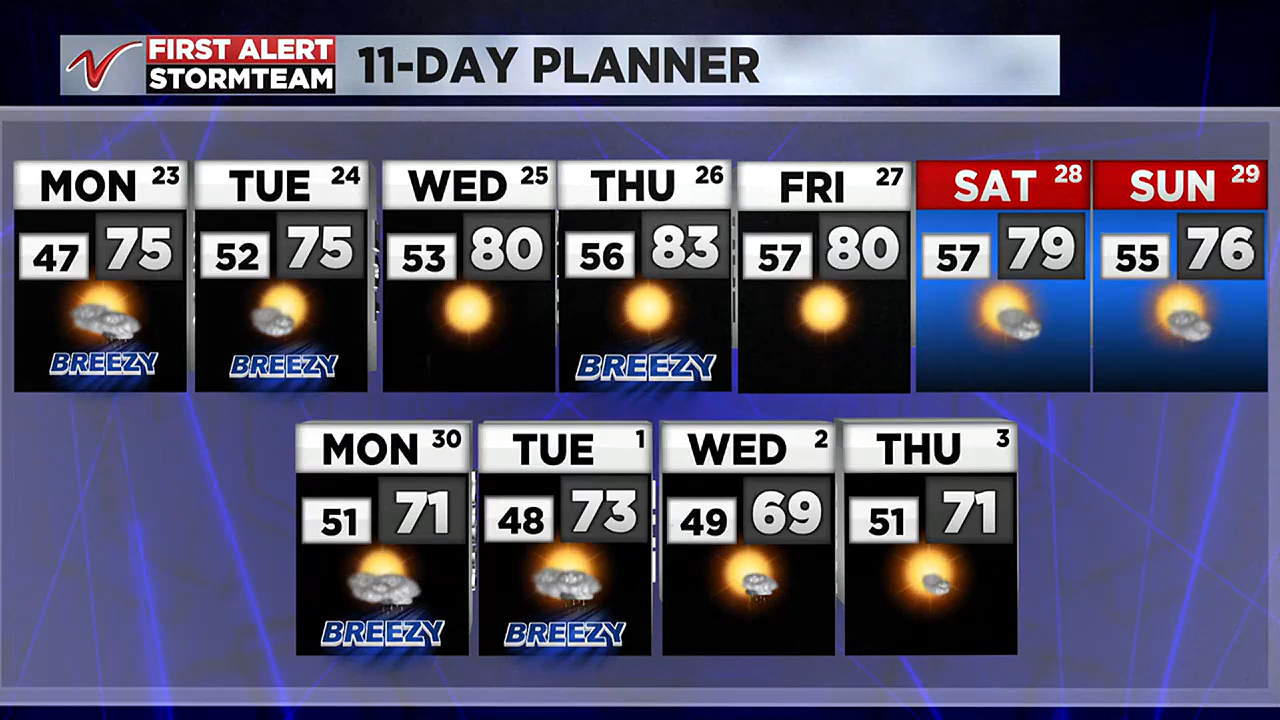 FIRST ALERT
STORMTEAM
11-DAY PLANNER
MON 23
47 75
BREEZY
TUE 24
52 75
BREEZY
WED 25
53 80
THU 26
56 83
BREEZY
FRI 27
57 80
SAT 28
57 79
SUN 29
55 76
MON 30
51 71
BREEZY
TUE 1
48 73
BREEZY
WED 2
49 69
THU 3
51 71